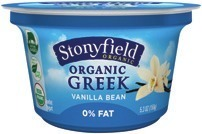 Stonyfield
ORGANIC
ORGANIC
GREEK
VANILLA BEAN
0% FAT